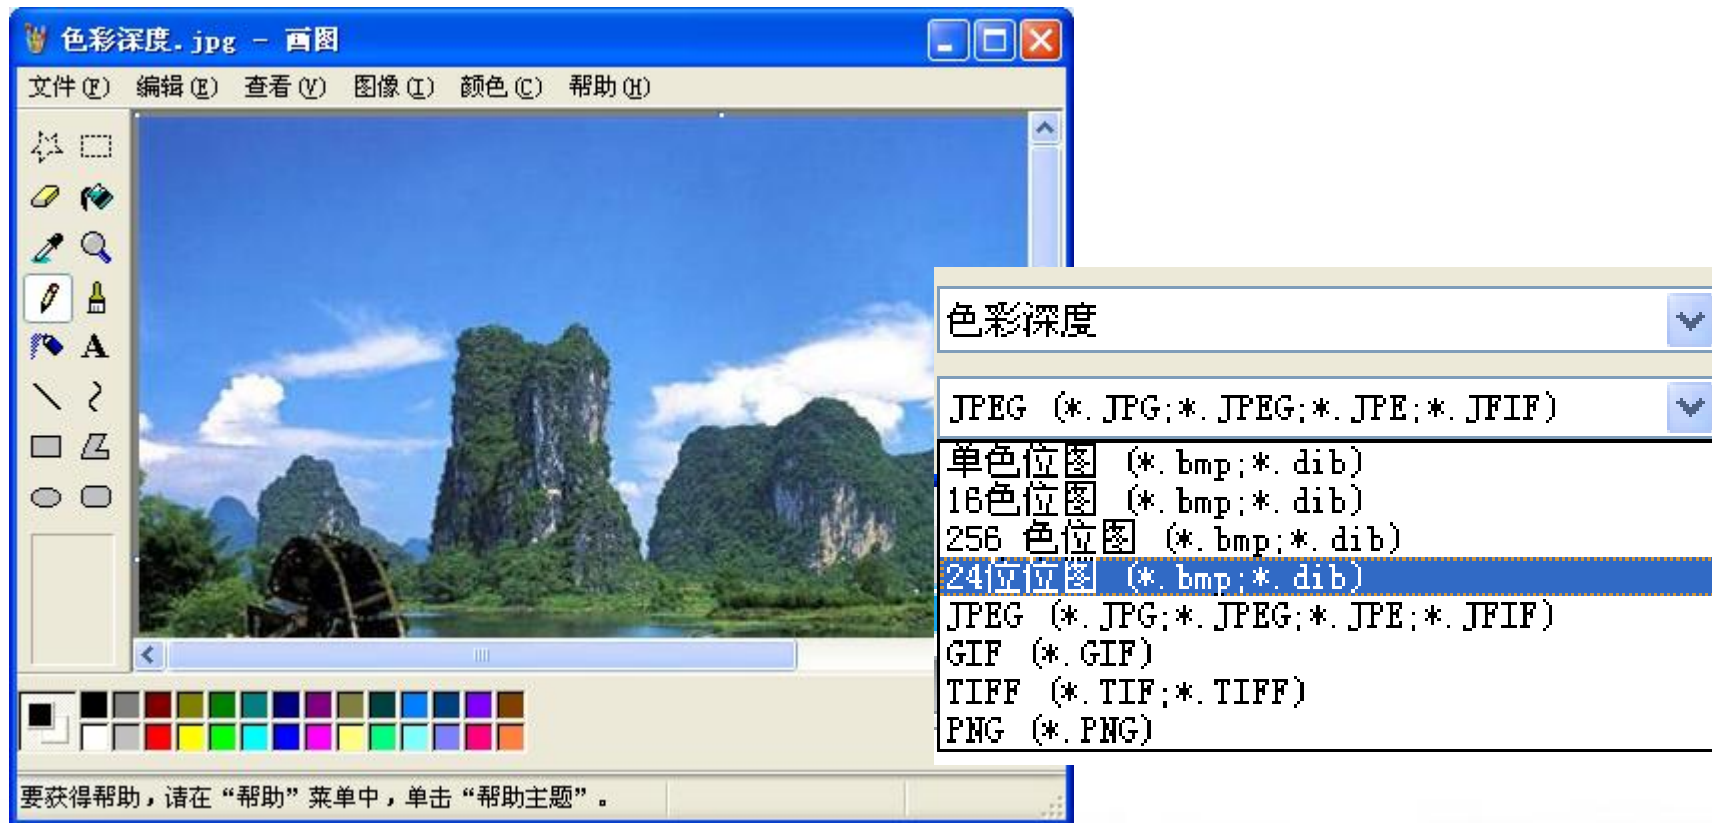 色彩深度.jpg - 画图
文件(F) 编辑(E) 查看(V) 图像(I) 颜色(C) 帮助(H)
A
色彩深度
JPEG (*.JPG;*.JPEG;*.JPE;*.JFIF)
单色位图 (*.bmp;*.dib)
16色位图 (*.bmp;*.dib)
256 色位图 (*.bmp;*.dib)
24位位图 (*.bmp;*.dib)
JPEG (*.JPG;*.JPEG;*.JPE;*.JFIF)
GIF (*.GIF)
TIFF (*.TIF;*.TIFF)
PNG (*.PNG)
要获得帮助，请在“帮助”菜单中，单击“帮助主题”。